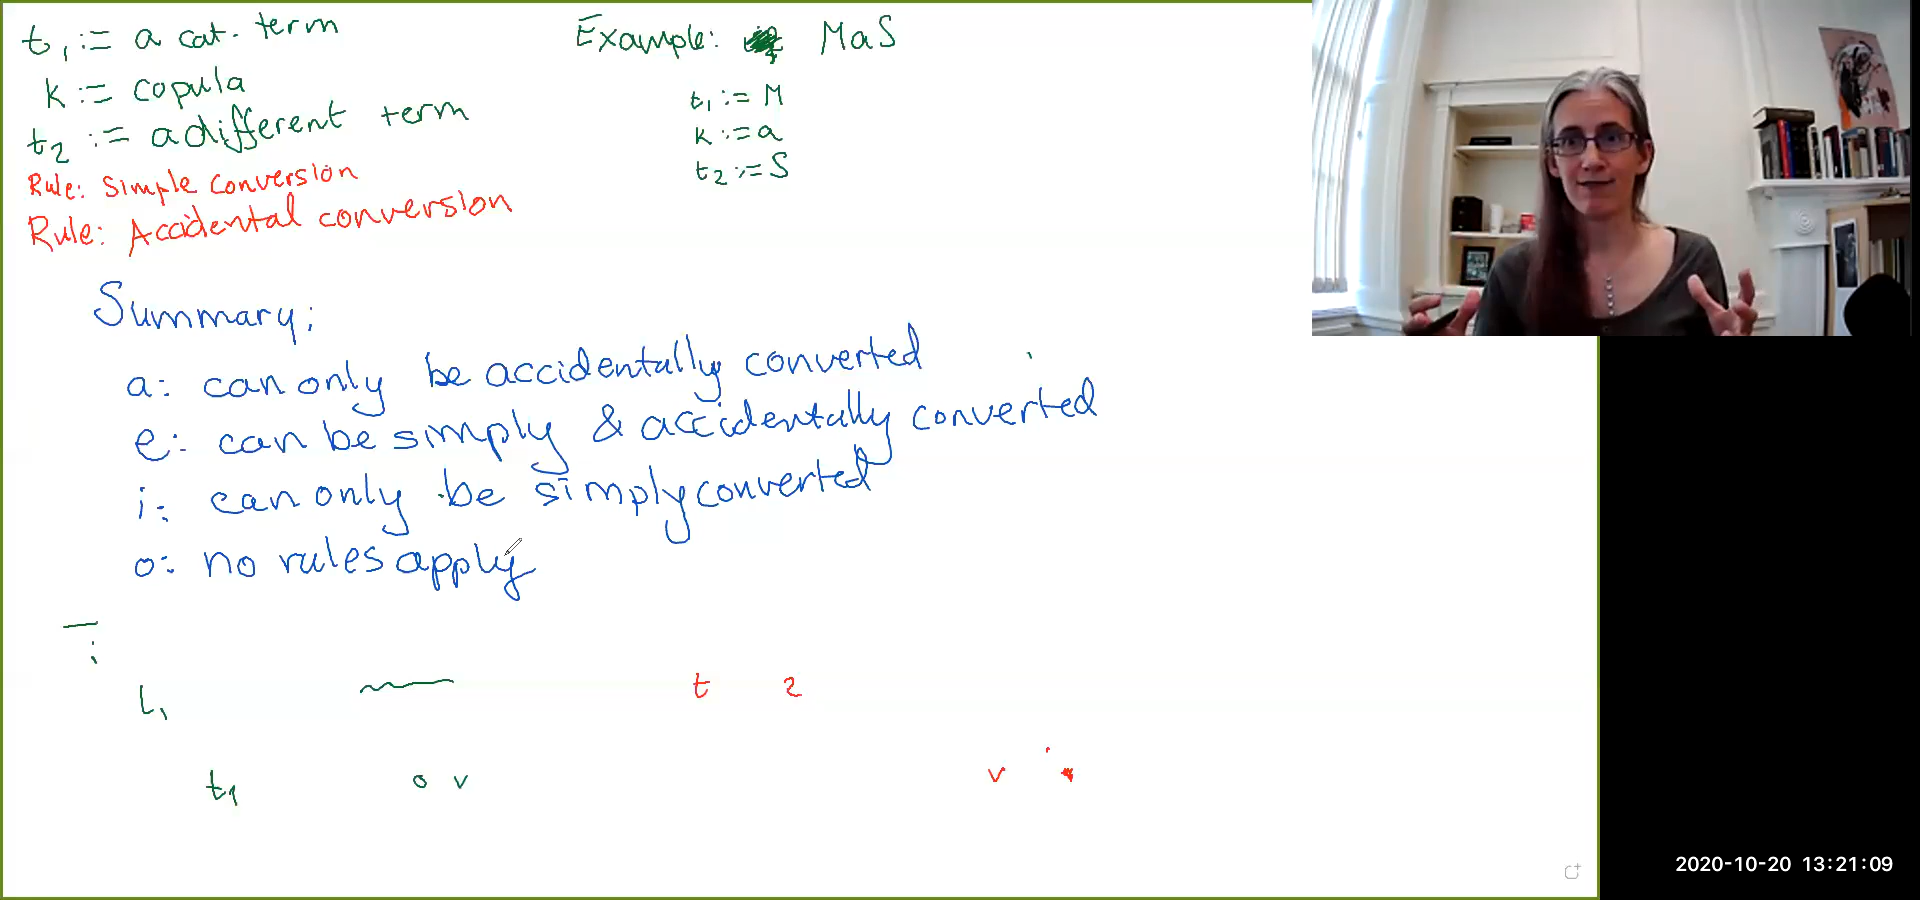 t₁ := a cat. term
k := copula
t₂ := a different term
Rule: Simple conversion
Rule: Accidental conversion
Example: MaS
t₁ := M
k := a
t₂ := S
Summary:
a: can only be accidentally converted
e: can be simply & accidentally converted
i: can only be simply converted
o: no rules apply
t 2
t₁ o v
v
2020-10-20 13:21:09